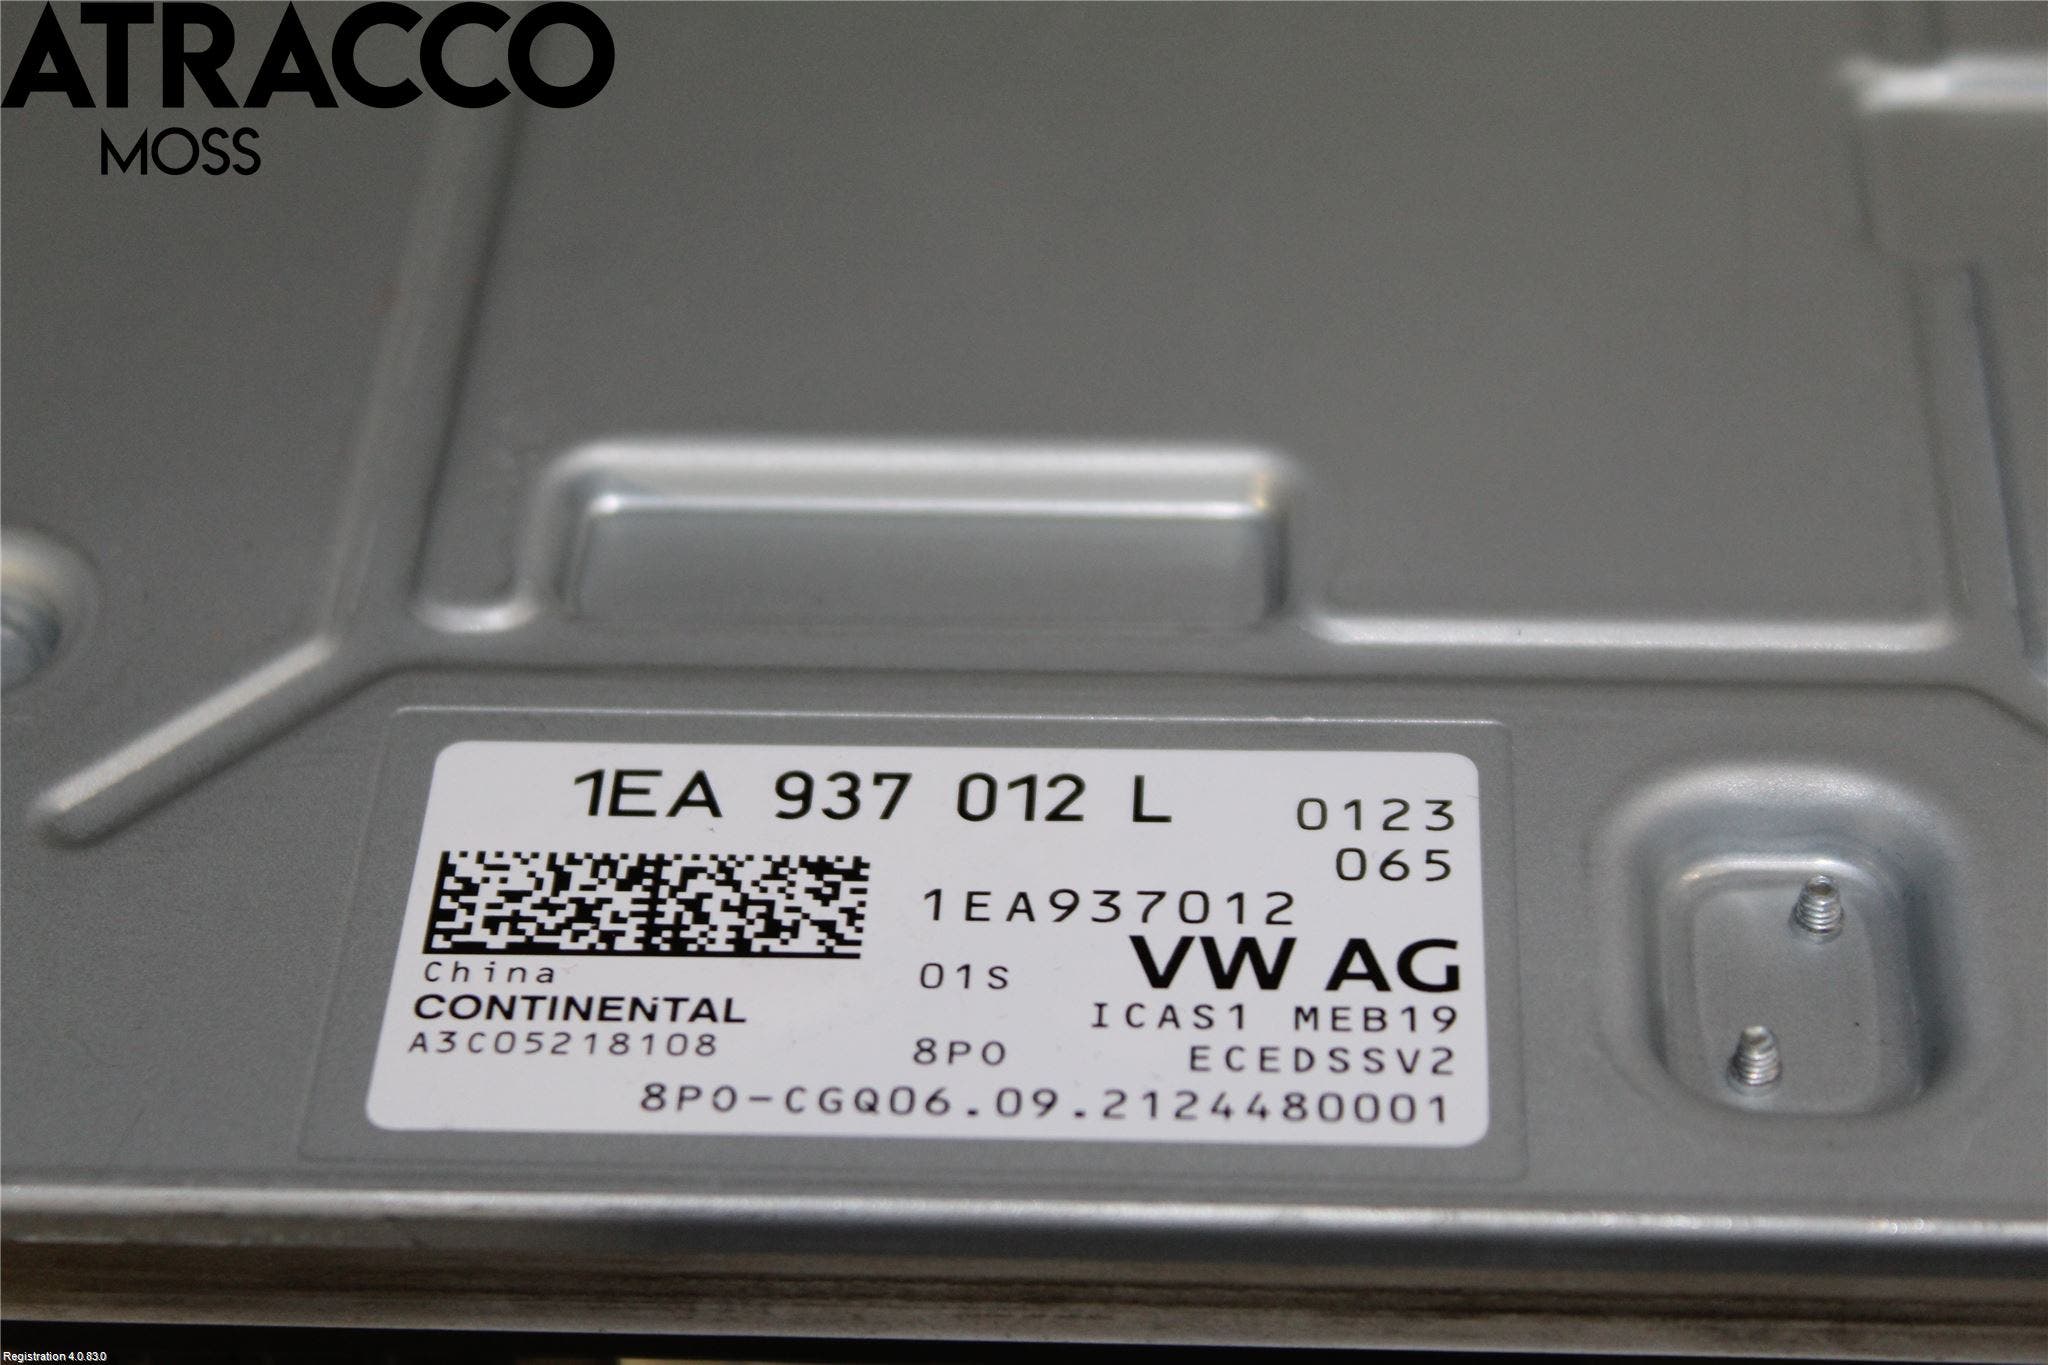 ATRACCO
MOSS
1EA 937 012 L
0123
065
1EA937012
China
01S
VW AG
CONTINENTAL
ICAS1 MEB19
A3C05218108
8P0
ECEDSSV2
8P0-CGQ06.09.2124480001
Registration 4.0.83.0